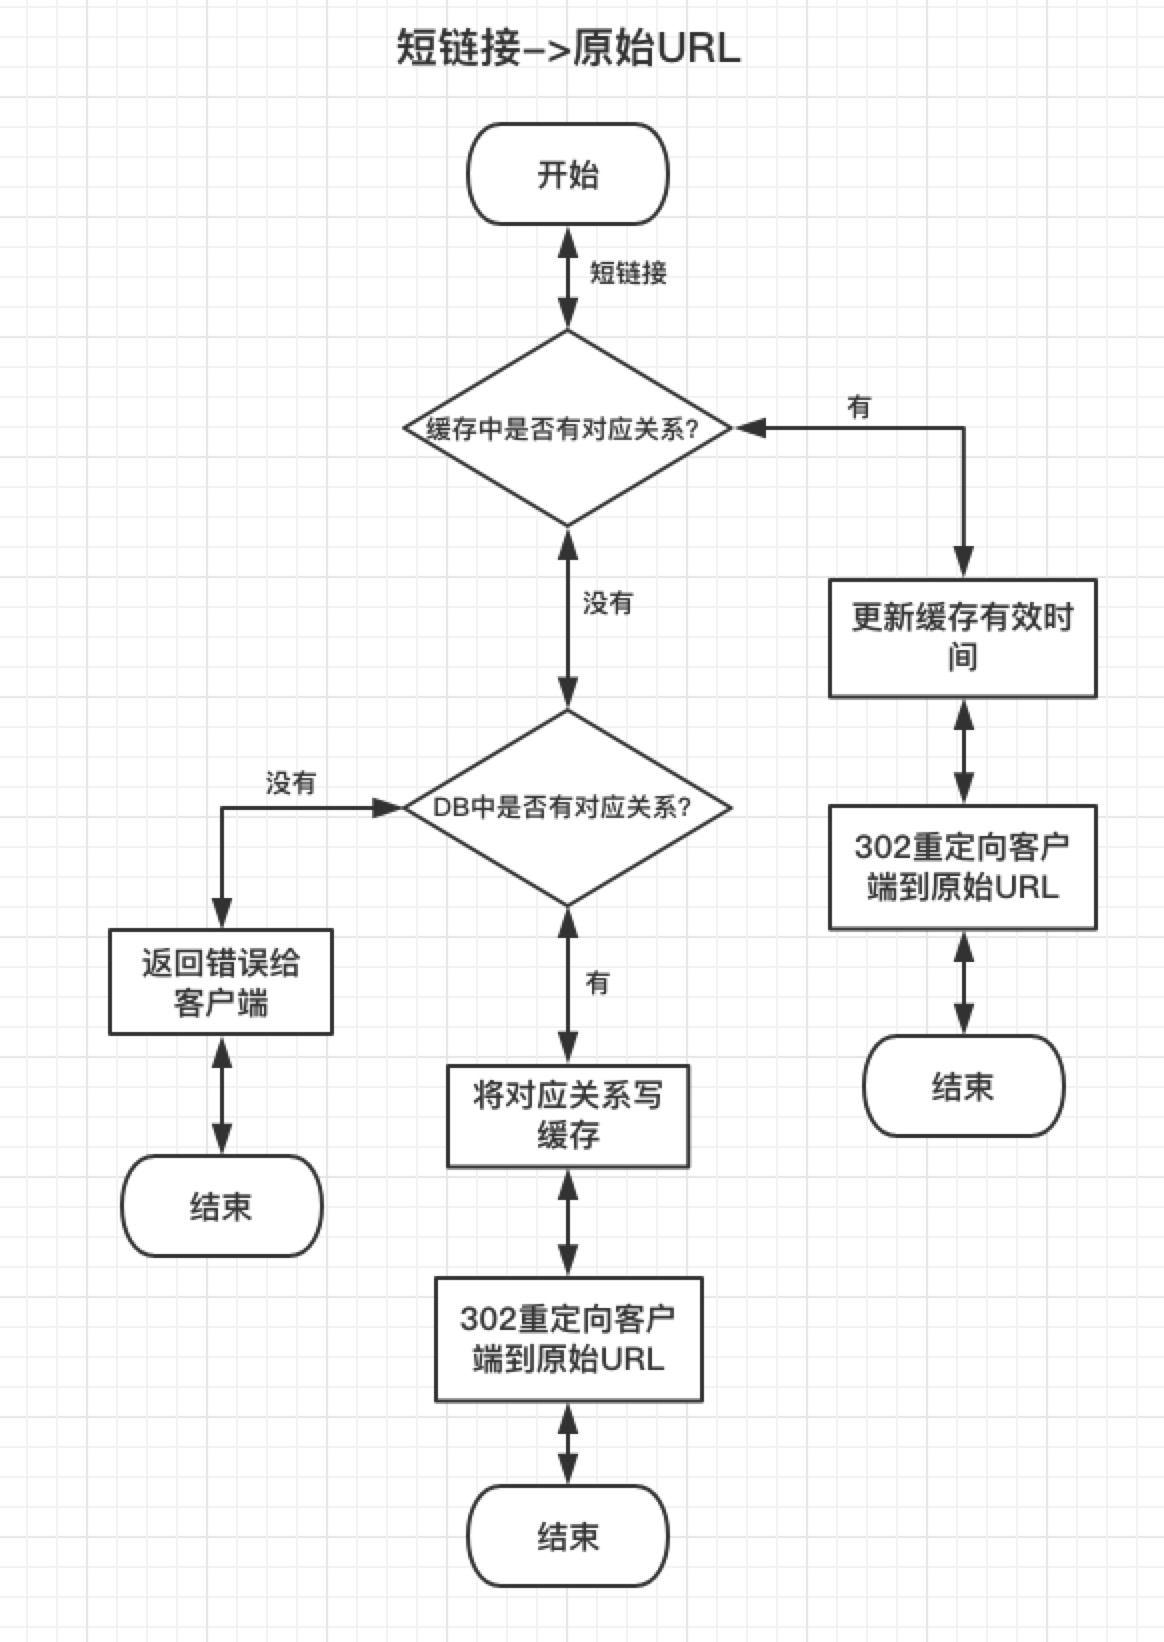 短链接->原始URL
开始
短链接
缓存中是否有对应关系?
有
没有
更新缓存有效时
间
DB中是否有对应关系?
没有
302重定向客户
端到原始URL
返回错误给
客户端
有
结束
将对应关系写
缓存
结束
302重定向客户
端到原始URL
结束